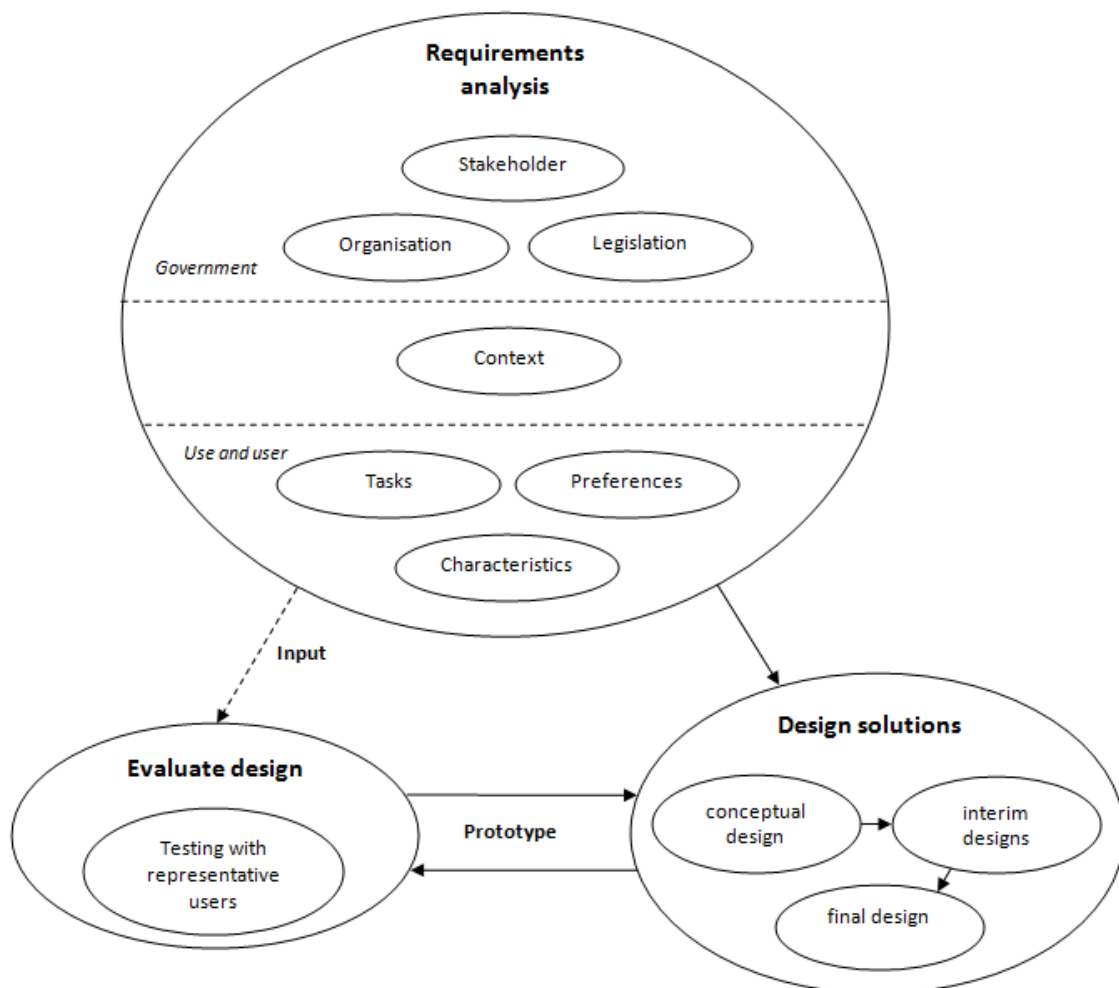 Requirements
analysis
Stakeholder
Organisation
Legislation
Government
Context
Use and user
Tasks
Preferences
Characteristics
Input
Design solutions
Evaluate design
conceptual
design
interim
designs
Prototype
Testing with
representative
users
final design